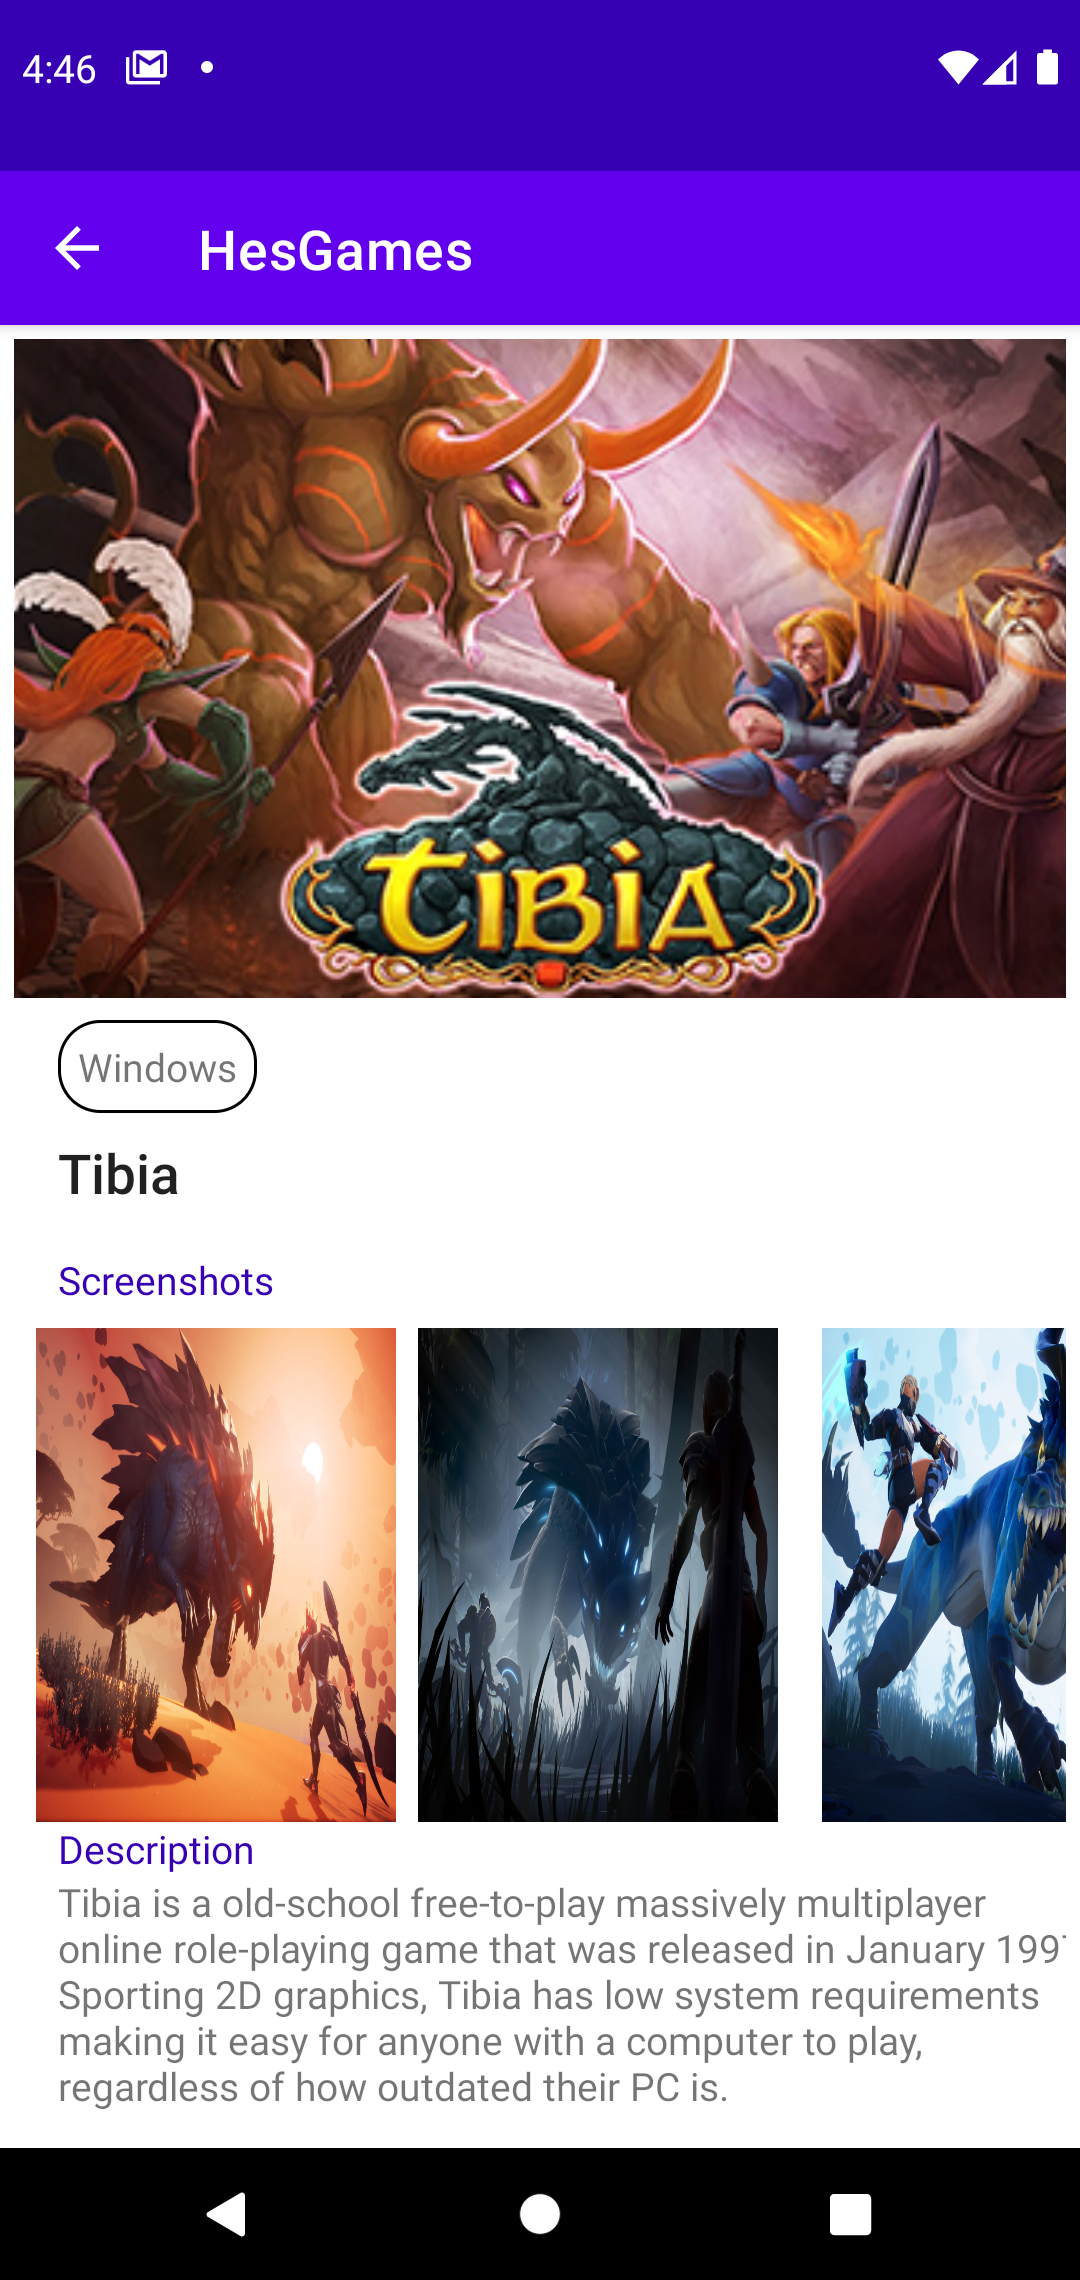 4:46
HesGames
TiBiA
Windows
Tibia
Screenshots
Description
Tibia is a old-school free-to-play massively multiplayer
online role-playing game that was released in January 199
Sporting 2D graphics, Tibia has low system requirements
making it easy for anyone with a computer to play,
regardless of how outdated their PC is.